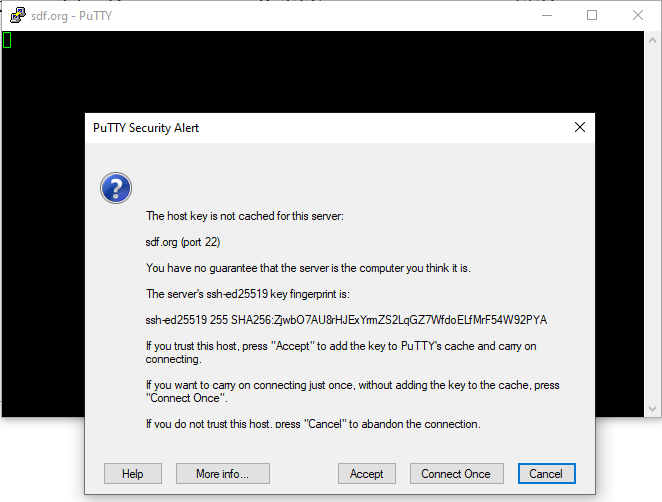 sdf.org - PuTTY
PuTTY Security Alert
The host key is not cached for this server:
sdf.org (port 22)
You have no guarantee that the server is the computer you think it is.
The server's ssh-ed25519 key fingerprint is:
ssh-ed25519 255 SHA256:ZjwbO7AU8rHJExYrmZS2LqGZ7WfdoELfMrF54W92PYA
If you trust this host, press "Accept" to add the key to PuTTY's cache and carry on
connecting.
If you want to carry on connecting just once, without adding the key to the cache, press
"Connect Once".
If you do not trust this host, press "Cancel" to abandon the connection.
Help
More info...
Accept
Connect Once
Cancel